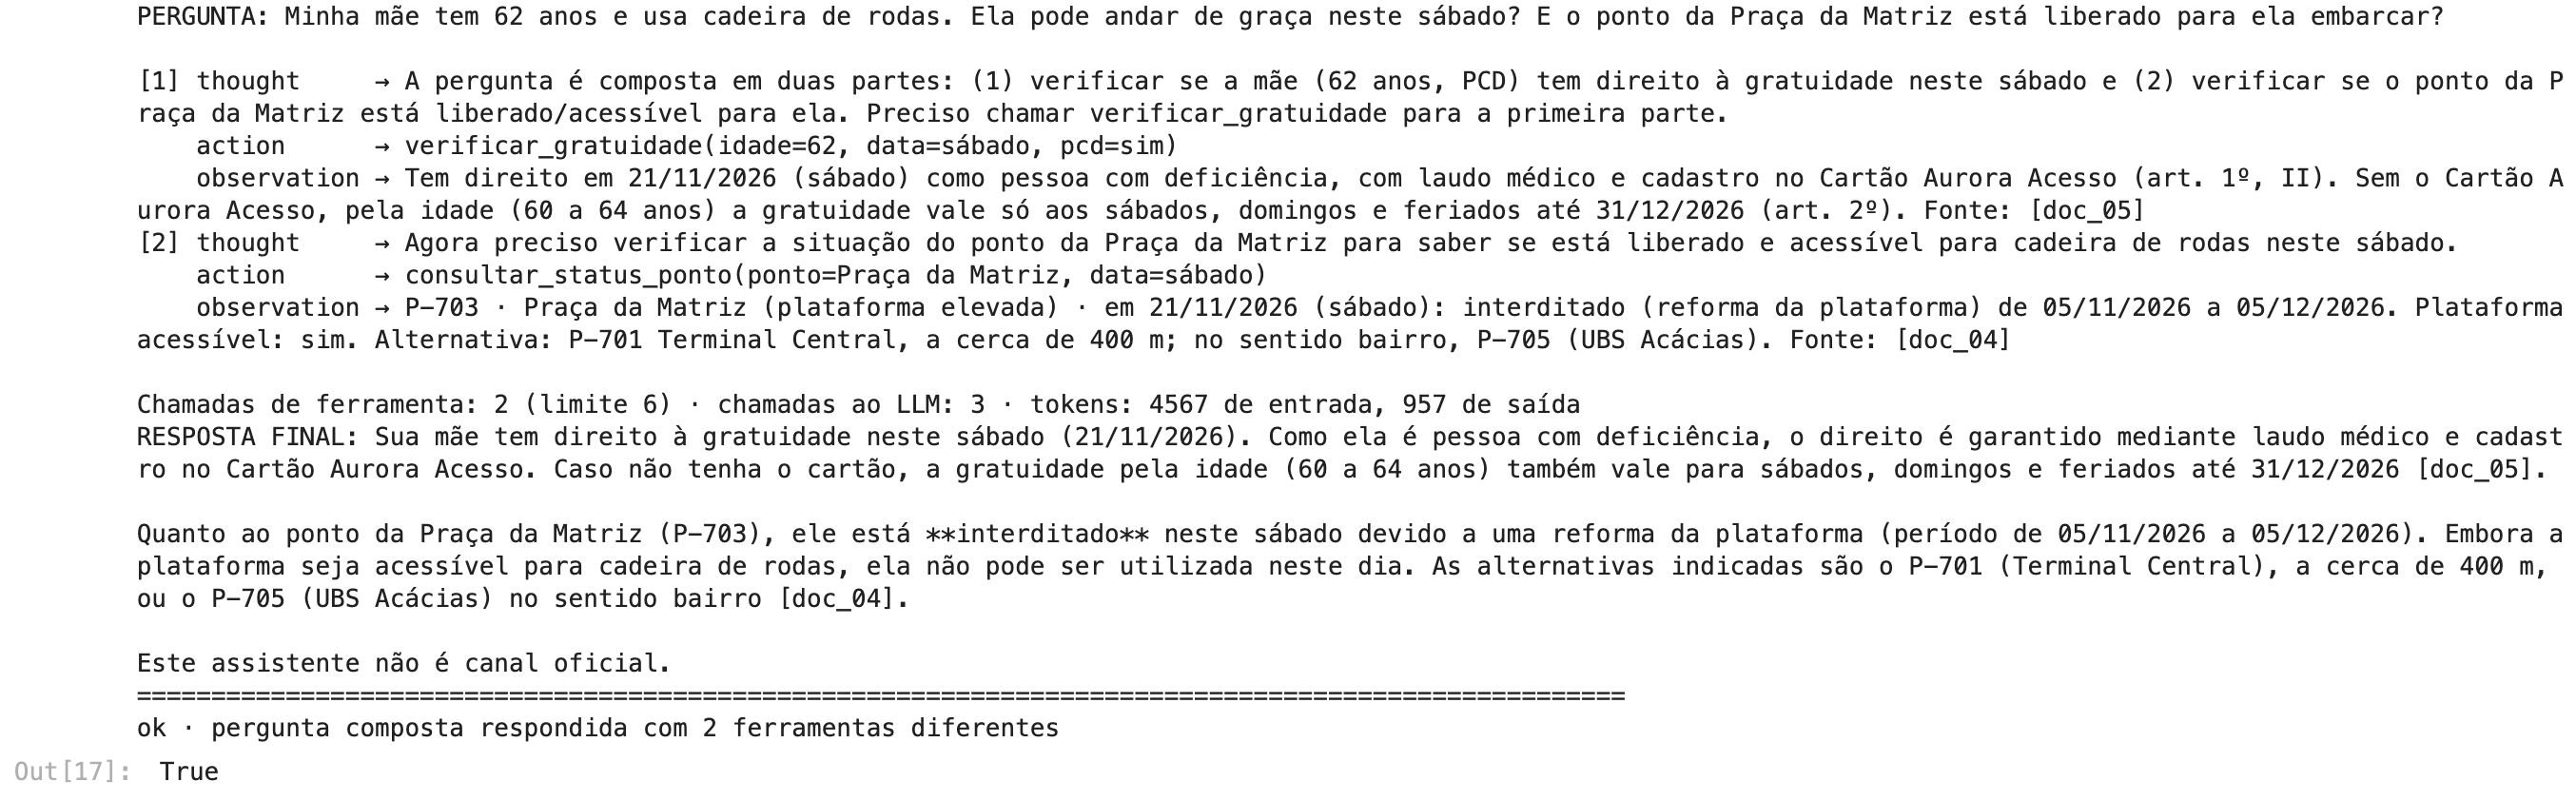 PERGUNTA: Minha mãe tem 62 anos e usa cadeira de rodas. Ela pode andar de graça neste sábado? E o ponto da Praça da Matriz está liberado para ela embarcar?
[1] thought     → A pergunta é composta em duas partes: (1) verificar se a mãe (62 anos, PCD) tem direito à gratuidade neste sábado e (2) verificar se o ponto da P
raça da Matriz está liberado/acessível para ela. Preciso chamar verificar_gratuidade para a primeira parte.
    action      → verificar_gratuidade(idade=62, data=sábado, pcd=sim)
    observation → Tem direito em 21/11/2026 (sábado) como pessoa com deficiência, com laudo médico e cadastro no Cartão Aurora Acesso (art. 1º, II). Sem o Cartão A
urora Acesso, pela idade (60 a 64 anos) a gratuidade vale só aos sábados, domingos e feriados até 31/12/2026 (art. 2º). Fonte: [doc_05]
[2] thought     → Agora preciso verificar a situação do ponto da Praça da Matriz para saber se está liberado e acessível para cadeira de rodas neste sábado.
    action      → consultar_status_ponto(ponto=Praça da Matriz, data=sábado)
    observation → P-703 · Praça da Matriz (plataforma elevada) · em 21/11/2026 (sábado): interditado (reforma da plataforma) de 05/11/2026 a 05/12/2026. Plataforma
acessível: sim. Alternativa: P-701 Terminal Central, a cerca de 400 m; no sentido bairro, P-705 (UBS Acácias). Fonte: [doc_04]
Chamadas de ferramenta: 2 (limite 6) · chamadas ao LLM: 3 · tokens: 4567 de entrada, 957 de saída
RESPOSTA FINAL: Sua mãe tem direito à gratuidade neste sábado (21/11/2026). Como ela é pessoa com deficiência, o direito é garantido mediante laudo médico e cadast
ro no Cartão Aurora Acesso. Caso não tenha o cartão, a gratuidade pela idade (60 a 64 anos) também vale para sábados, domingos e feriados até 31/12/2026 [doc_05].
Quanto ao ponto da Praça da Matriz (P-703), ele está **interditado** neste sábado devido a uma reforma da plataforma (período de 05/11/2026 a 05/12/2026). Embora a
plataforma seja acessível para cadeira de rodas, ela não pode ser utilizada neste dia. As alternativas indicadas são o P-701 (Terminal Central), a cerca de 400 m,
ou o P-705 (UBS Acácias) no sentido bairro [doc_04].
Este assistente não é canal oficial.
====================================================================================================
ok · pergunta composta respondida com 2 ferramentas diferentes
Out[17]: True